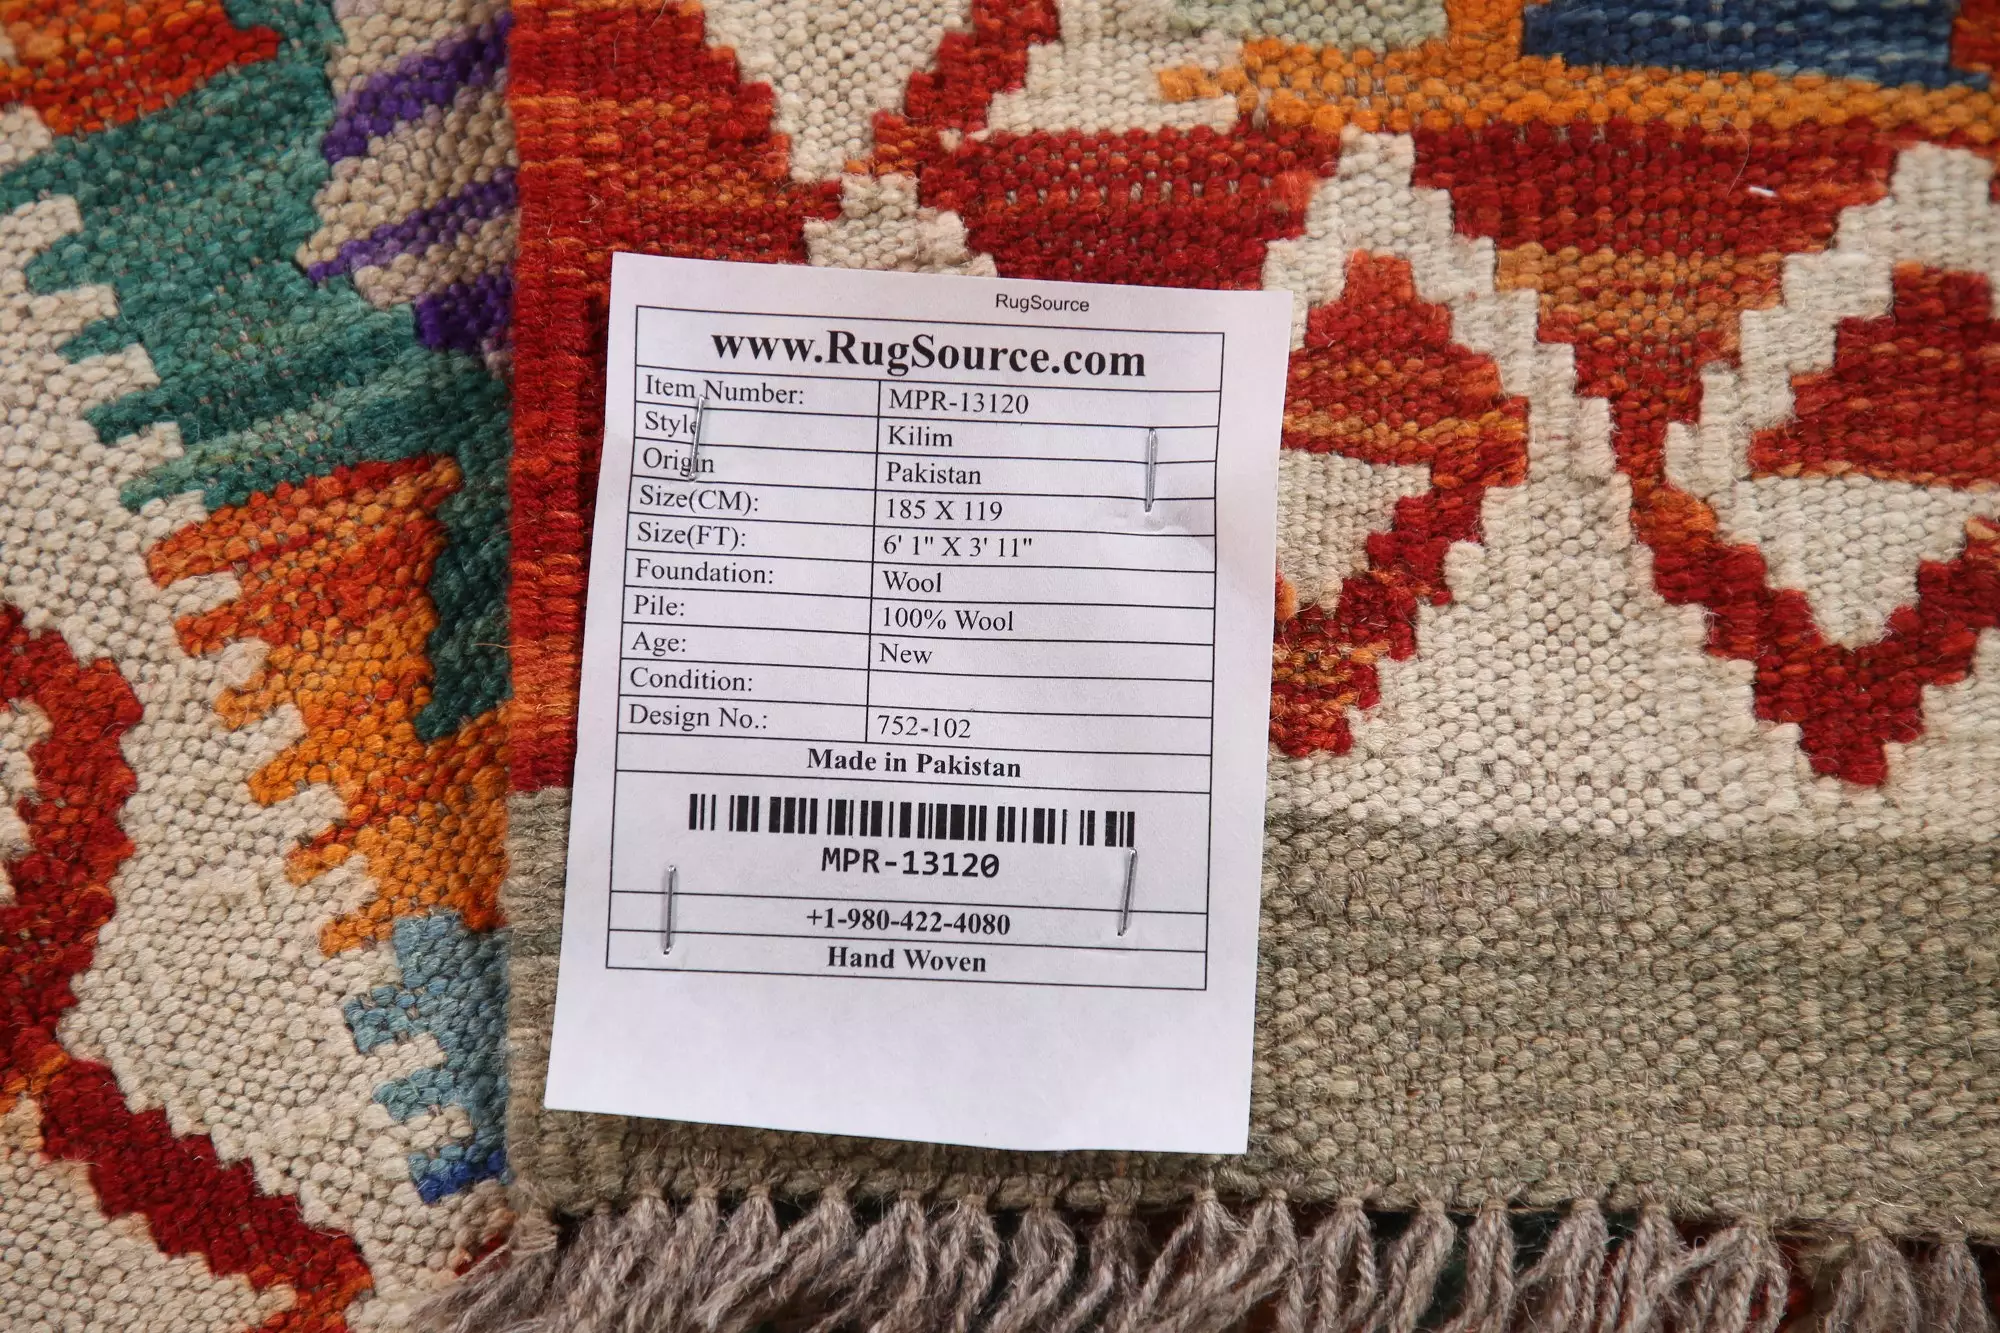 RugSource
www.RugSource.com
Item Number: MPR-13120
Style Kilim
Origin Pakistan
Size(CM): 185 X 119
Size(FT): 6' 1" X 3' 11"
Foundation: Wool
Pile: 100% Wool
Age: New
Condition:
Design No.: 752-102
Made in Pakistan
MPR-13120
+1-980-422-4080
Hand Woven